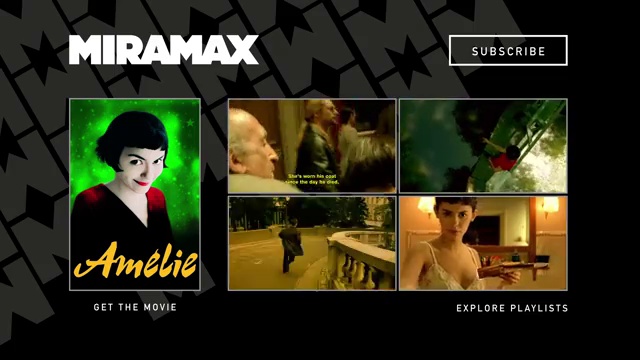 MIRAMAX
SUBSCRIBE
She's worn his coat
since the day he died.
Amélie
GET THE MOVIE
EXPLORE PLAYLISTS